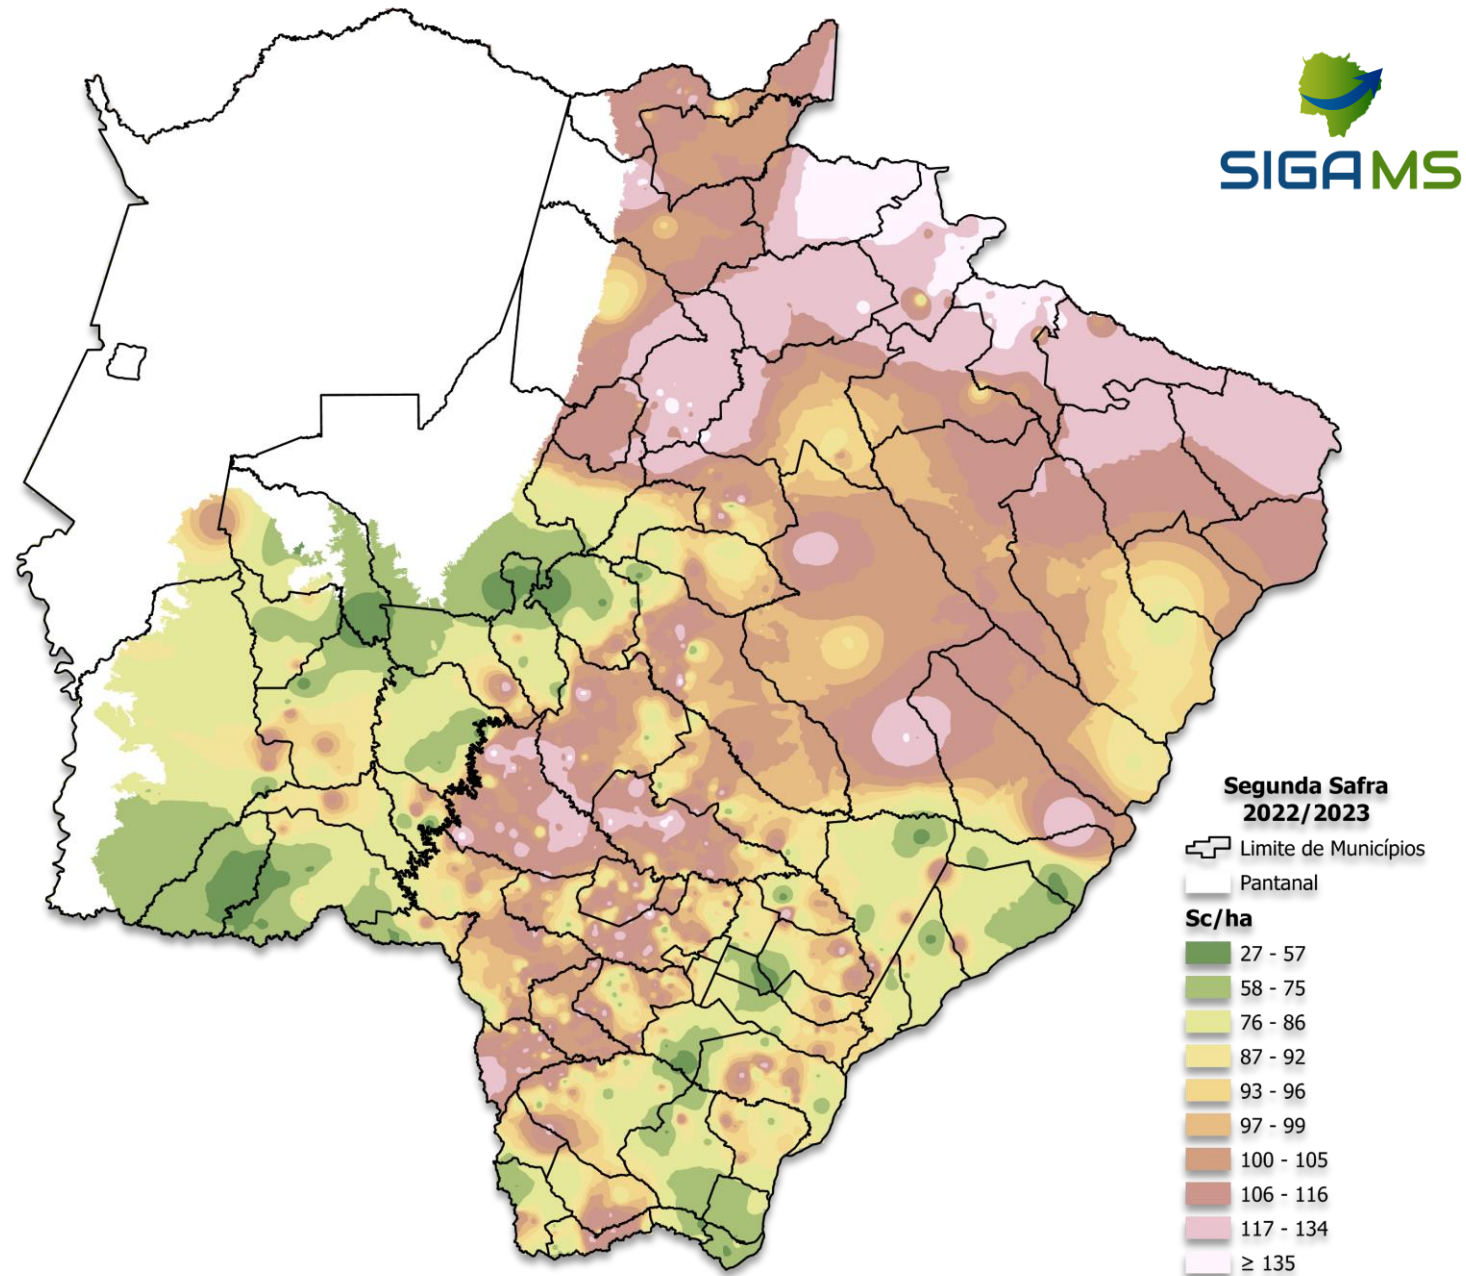 SIGAMS
Segunda Safra
2022/2023
Limite de Municípios
Pantanal
Sc/ha
27 - 57
58 - 75
76 - 86
87 - 92
93 - 96
97 - 99
100 - 105
106 - 116
117 - 134
≥ 135